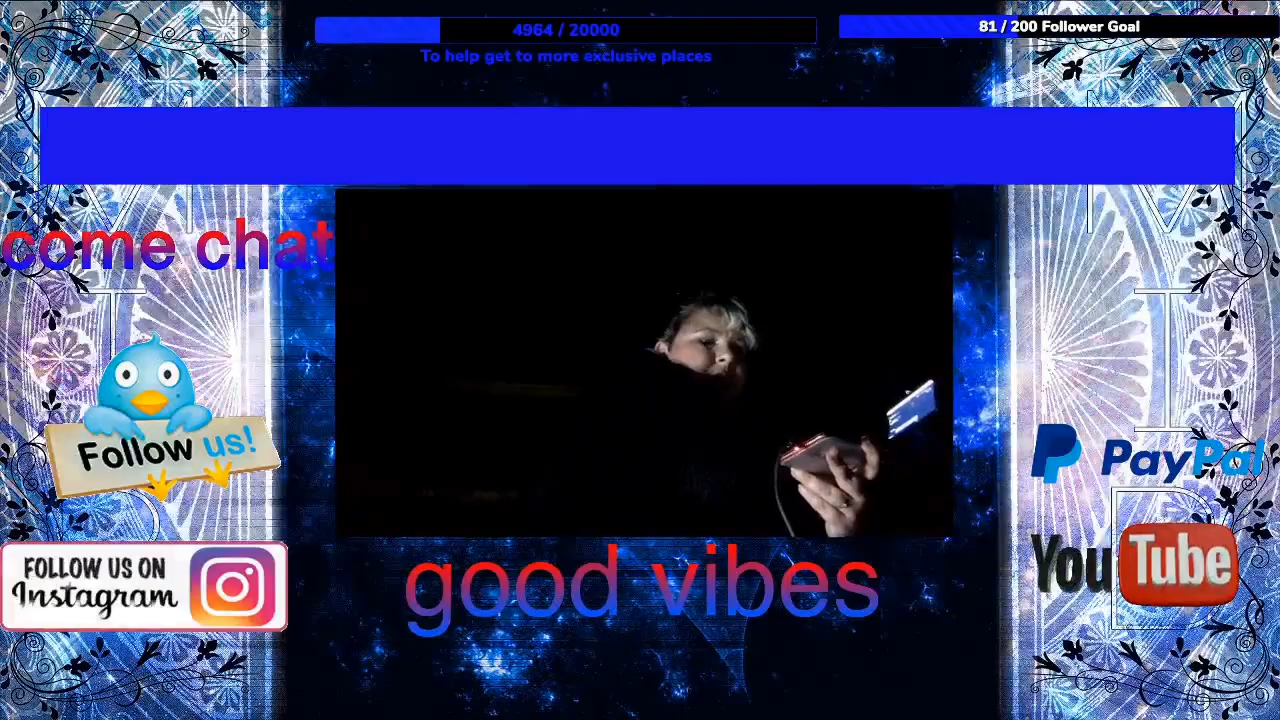 4964 / 20000
81 / 200 Follower Goal
To help get to more exclusive places
come chat
Follow us!
PayPal
FOLLOW US ON
Instagram
YouTube
good vibes